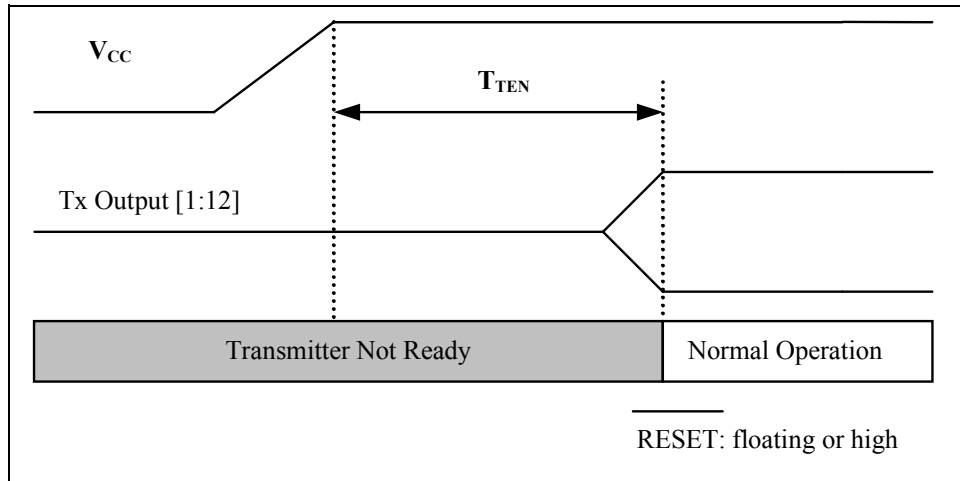 VCC
TTEN
Tx Output [1:12]
Transmitter Not Ready
Normal Operation
RESET: floating or high